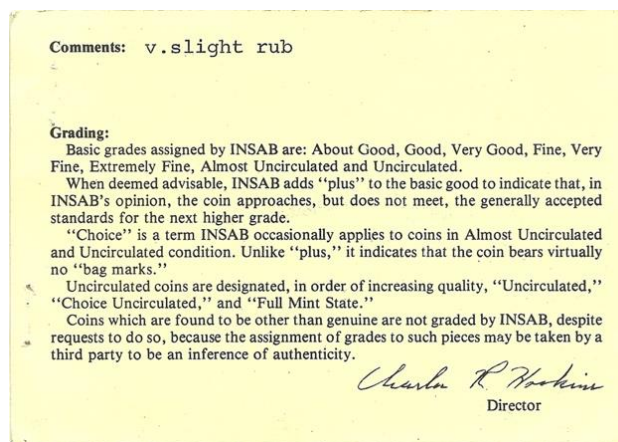 Comments: v.slight rub
Grading:
Basic grades assigned by INSAB are: About Good, Good, Very Good, Fine, Very
Fine, Extremely Fine, Almost Uncirculated and Uncirculated.
When deemed advisable, INSAB adds “plus” to the basic good to indicate that, in
INSAB’s opinion, the coin approaches, but does not meet, the generally accepted
standards for the next higher grade.
“Choice” is a term INSAB occasionally applies to coins in Almost Uncirculated
and Uncirculated condition. Unlike “plus,” it indicates that the coin bears virtually
no “bag marks.”
Uncirculated coins are designated, in order of increasing quality, “Uncirculated,”
“Choice Uncirculated,” and “Full Mint State.”
Coins which are found to be other than genuine are not graded by INSAB, despite
requests to do so, because the assignment of grades to such pieces may be taken by a
third party to be an inference of authenticity.
Charles R. Hoskins
Director